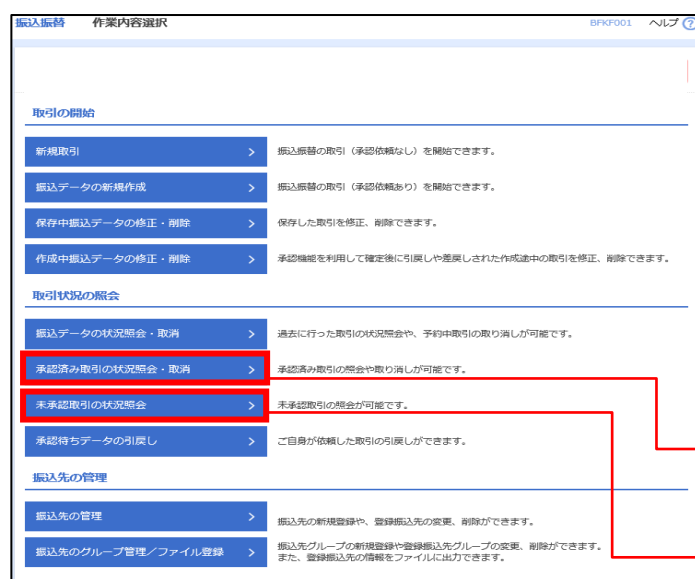 振込振替 作業内容選択 BFKF001 ヘルプ ?
取引の開始
新規取引 > 振込振替の取引（承認依頼なし）を開始できます。
振込データの新規作成 > 振込振替の取引（承認依頼あり）を開始できます。
保存中振込データの修正・削除 > 保存した取引を修正、削除できます。
作成中振込データの修正・削除 > 承認機能を利用して確定後に引戻しや差戻しされた作成途中の取引を修正、削除できます。
取引状況の照会
振込データの状況照会・取消 > 過去に行った取引の状況照会や、予約中取引の取り消しが可能です。
承認済み取引の状況照会・取消 > 承認済み取引の照会や取り消しが可能です。
未承認取引の状況照会 > 未承認取引の照会が可能です。
承認待ちデータの引戻し > ご自身が依頼した取引の引戻しができます。
振込先の管理
振込先の管理 > 振込先の新規登録や、登録振込先の変更、削除ができます。
振込先のグループ管理／ファイル登録 > 振込先グループの新規登録や登録振込先グループの変更、削除ができます。
また、登録振込先の情報をファイルに出力できます。